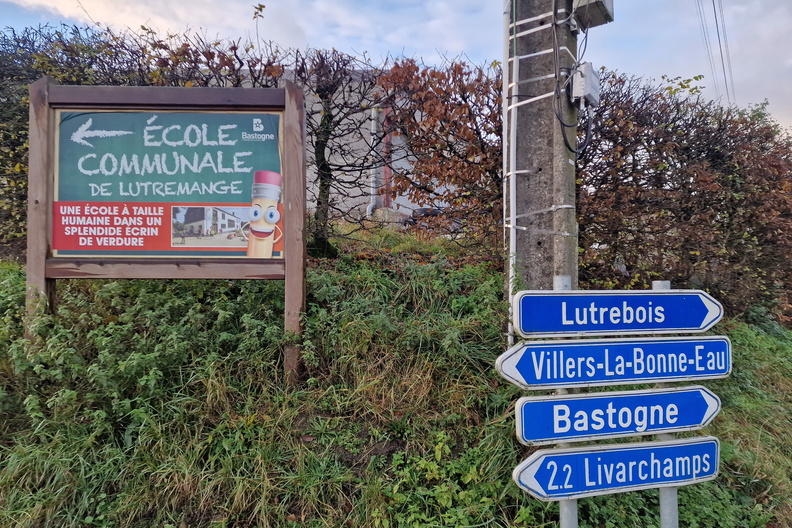 ÉCOLE
COMMUNALE
DE LUTREMANGE
Bastogne
UNE ÉCOLE À TAILLE
HUMAINE DANS UN
SPLENDIDE ÉCRIN
DE VERDURE
Lutrebois
Villers-La-Bonne-Eau
Bastogne
2.2 Livarchamps